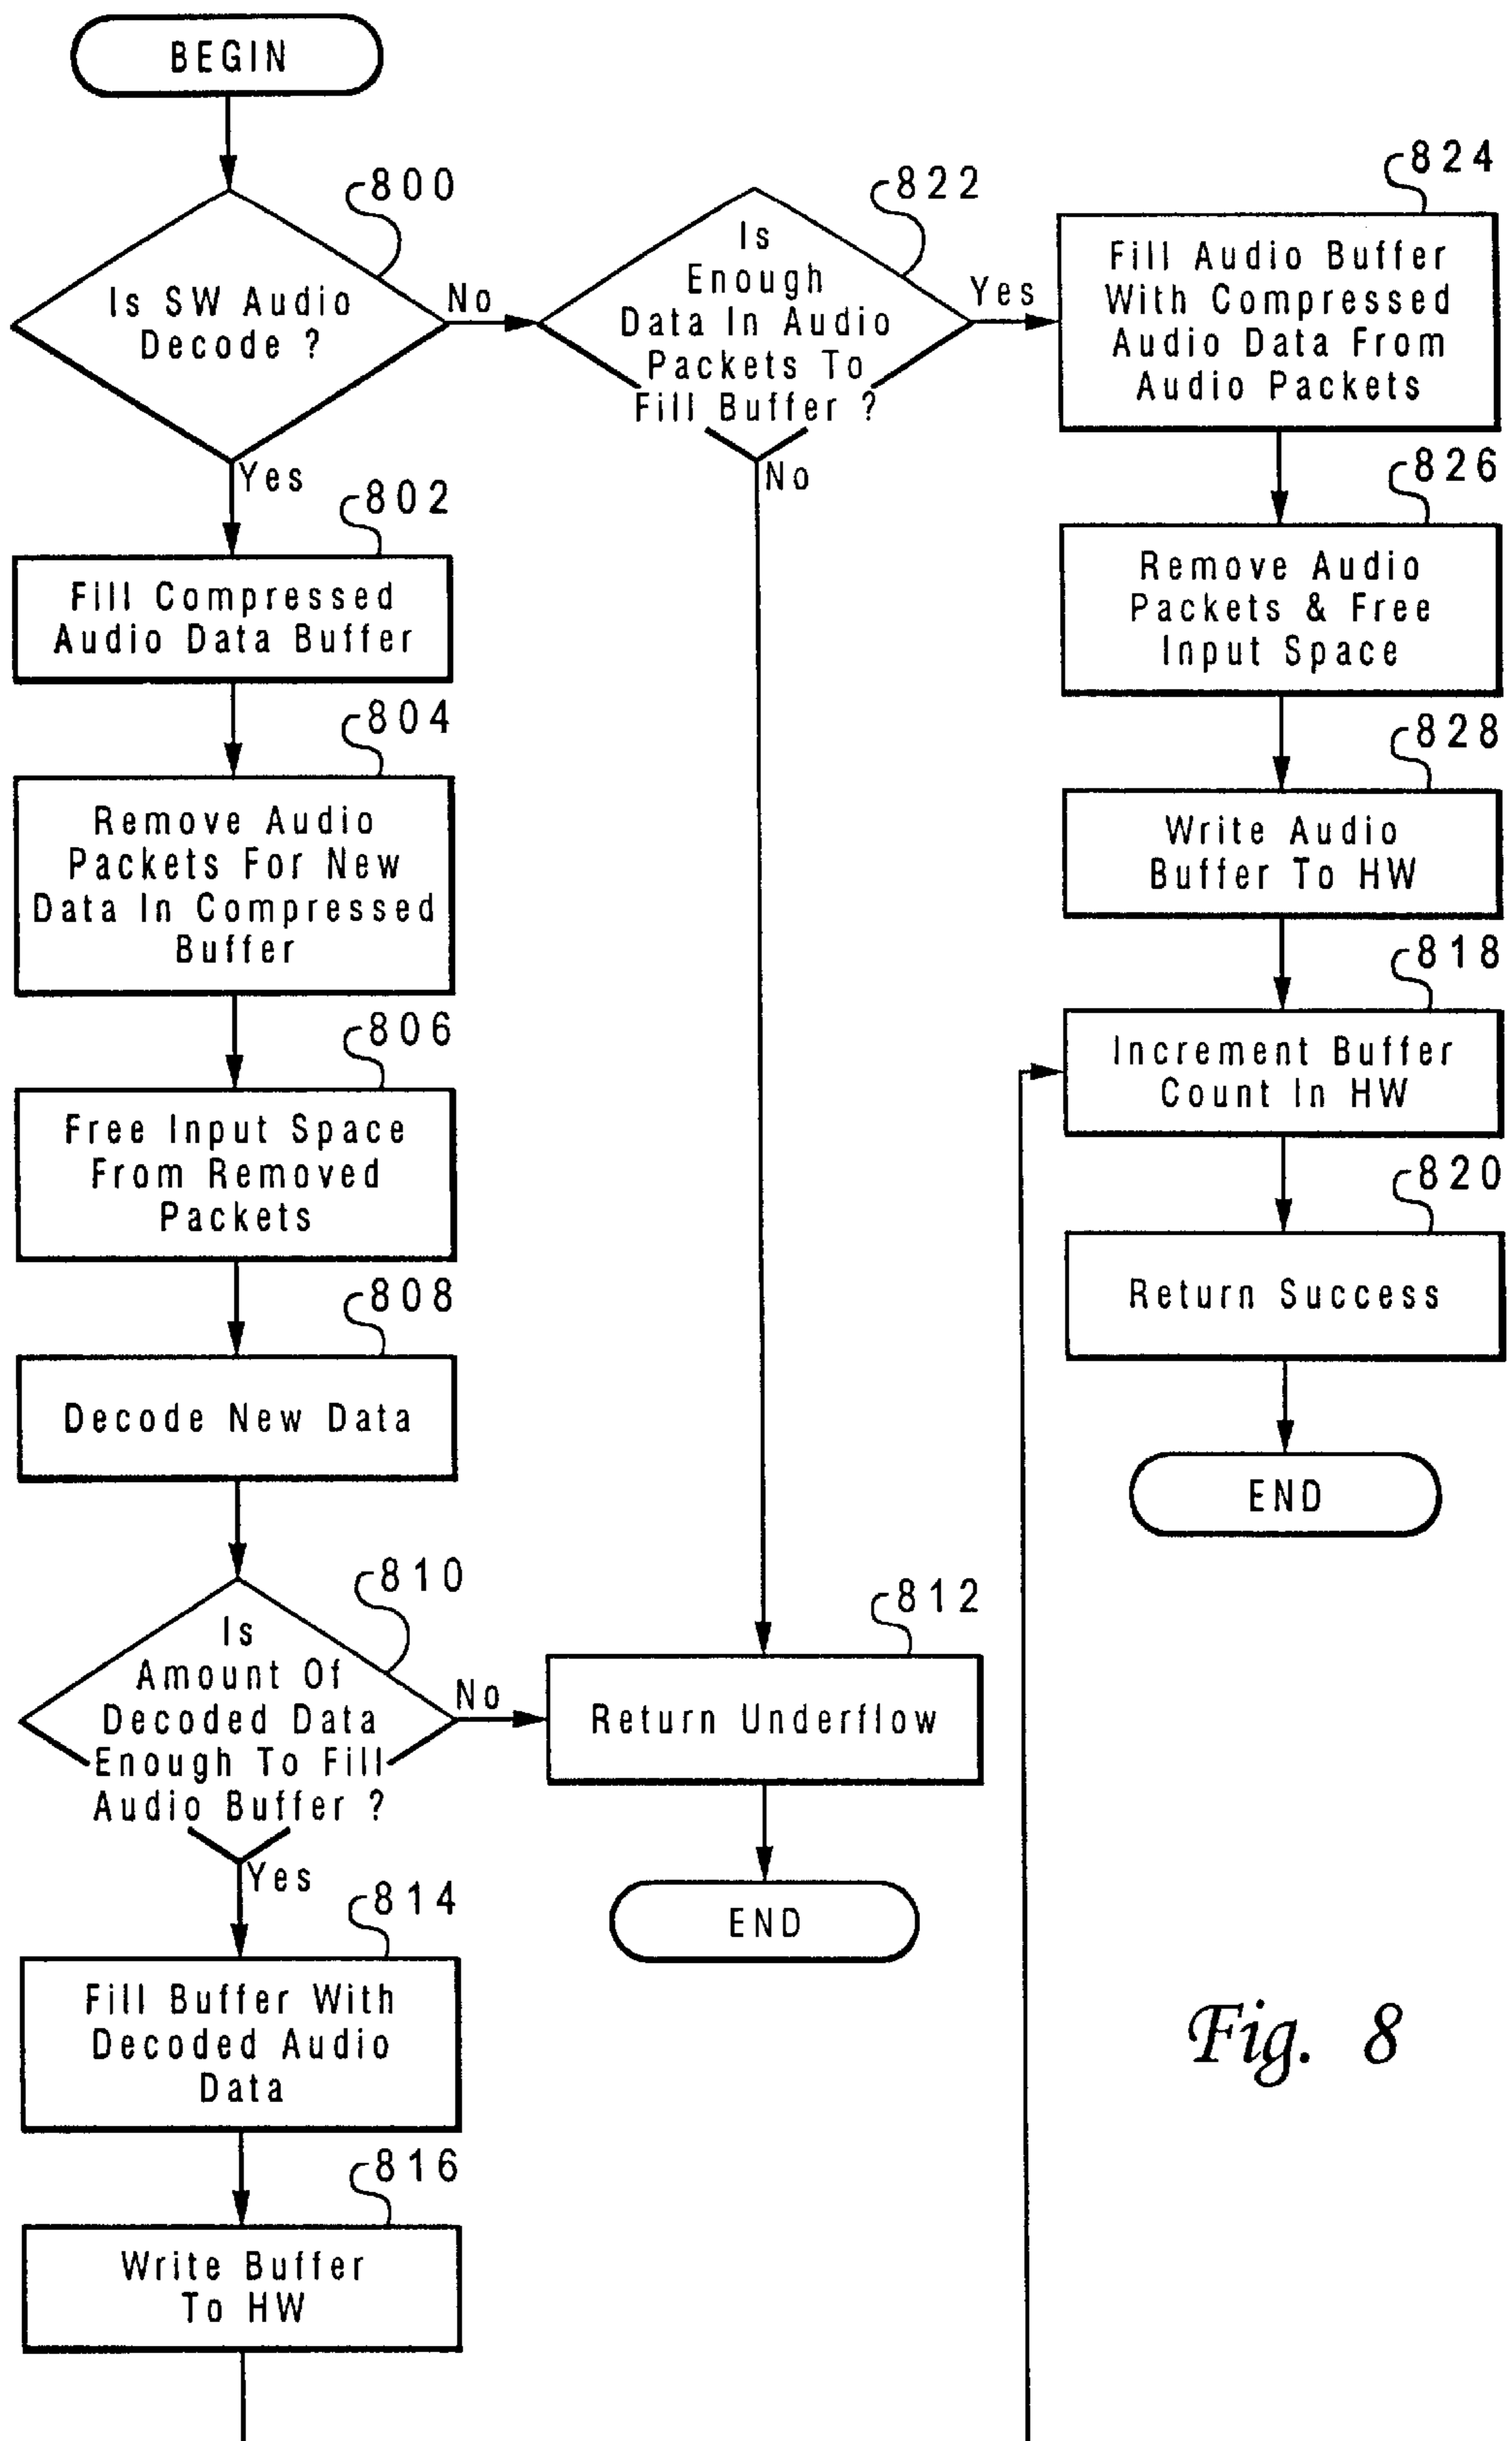 BEGIN
800
Is SW Audio
Decode ?
No
Yes
802
Fill Compressed
Audio Data Buffer
804
Remove Audio
Packets For New
Data In Compressed
Buffer
806
Free Input Space
From Removed
Packets
808
Decode New Data
810
Is
Amount Of
Decoded Data
Enough To Fill
Audio Buffer ?
No
Yes
814
Fill Buffer With
Decoded Audio
Data
816
Write Buffer
To HW
822
Is
Enough
Data In Audio
Packets To
Fill Buffer ?
Yes
No
812
Return Underflow
END
824
Fill Audio Buffer
With Compressed
Audio Data From
Audio Packets
826
Remove Audio
Packets & Free
Input Space
828
Write Audio
Buffer To HW
818
Increment Buffer
Count In HW
820
Return Success
END
Fig. 8